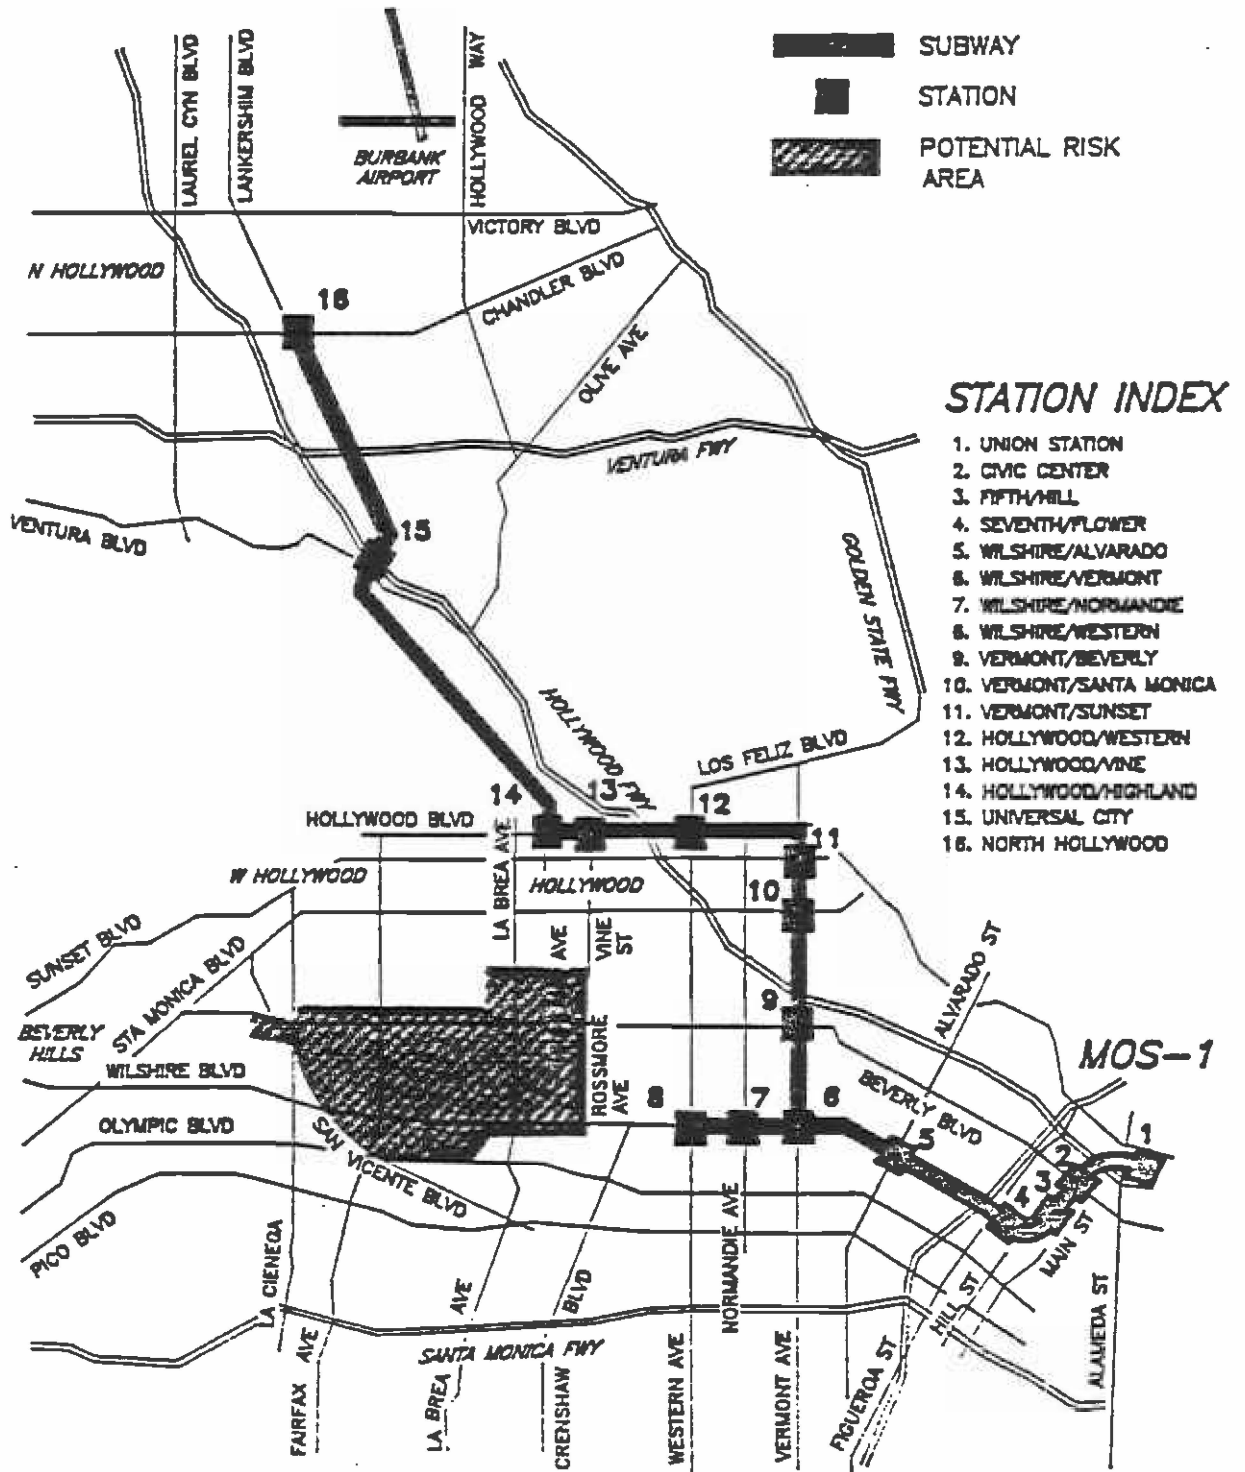 SUBWAY
STATION
POTENTIAL RISK
AREA
LAUREL CYN BLVD
LANKERSHIM BLVD
HOLLYWOOD WAY
BURBANK
AIRPORT
VICTORY BLVD
N HOLLYWOOD
CHANDLER BLVD
16
OLIVE AVE
VENTURA FWY
VENTURA BLVD
15
GOLDEN STATE FWY
STATION INDEX
1. UNION STATION
2. CIVIC CENTER
3. FIFTH/HILL
4. SEVENTH/FLOWER
5. WILSHIRE/ALVARADO
6. WILSHIRE/VERMONT
7. WILSHIRE/NORMANDIE
8. WILSHIRE/WESTERN
9. VERMONT/BEVERLY
10. VERMONT/SANTA MONICA
11. VERMONT/SUNSET
12. HOLLYWOOD/WESTERN
13. HOLLYWOOD/VINE
14. HOLLYWOOD/HIGHLAND
15. UNIVERSAL CITY
16. NORTH HOLLYWOOD
HOLLYWOOD FWY
LOS FELIZ BLVD
14
13
12
HOLLYWOOD BLVD
11
W HOLLYWOOD
LA BREA AVE
HOLLYWOOD
10
SUNSET BLVD
STA MONICA BLVD
AVE
VINE ST
ALVARADO ST
9
BEVERLY
HILLS
WILSHIRE BLVD
ROSSMORE AVE
MOS-1
BEVERLY BLVD
OLYMPIC BLVD
SAN VICENTE BLVD
8
7
6
5
4
3
2
1
PICO BLVD
LA CIENEGA
NORMANDIE AVE
MAIN ST
HILL ST
ALAMEDA ST
FAIRFAX AVE
LA BREA AVE
CRENSHAW BLVD
SANTA MONICA FWY
WESTERN AVE
VERMONT AVE
FIGUEROA ST